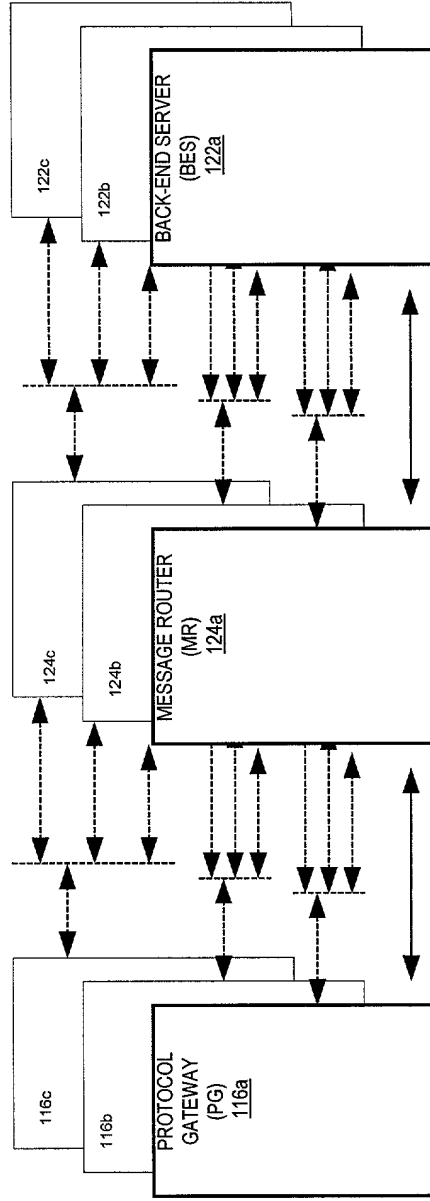 116c
116b
PROTOCOL
GATEWAY
(PG)
116a
124c
124b
MESSAGE ROUTER
(MR)
124a
122c
122b
BACK-END SERVER
(BES)
122a